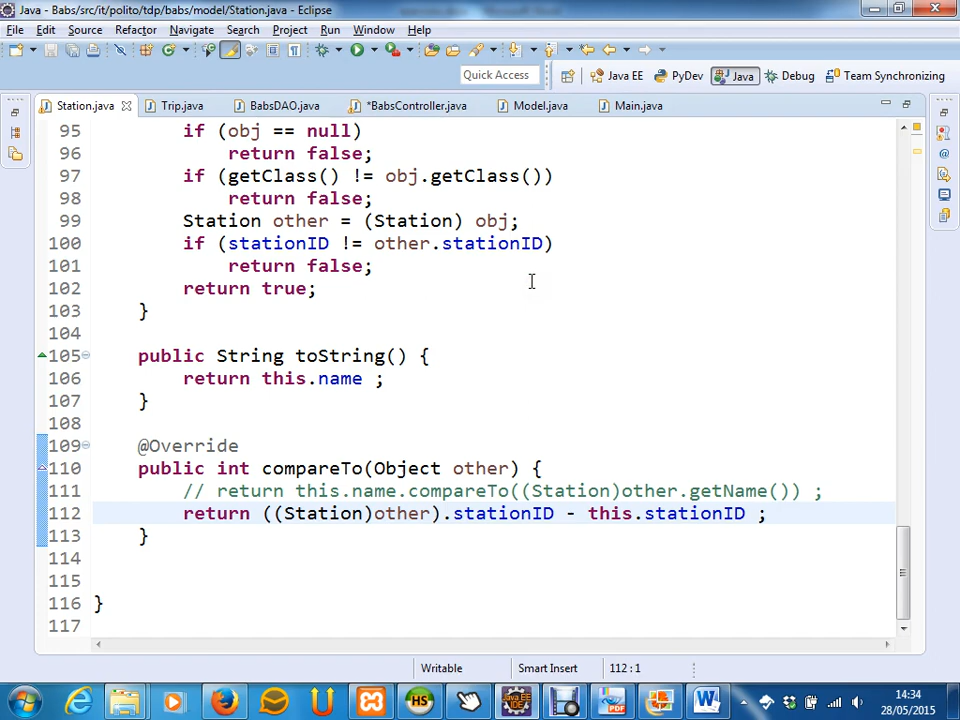 Java - Babs/src/it/polito/tdp/babs/model/Station.java - Eclipse
File Edit Source Refactor Navigate Search Project Run Window Help
Quick Access Java EE PyDev Java Debug Team Synchronizing
Station.java Trip.java BabsDAO.java *BabsController.java Model.java Main.java
95 if (obj == null)
96 return false;
97 if (getClass() != obj.getClass())
98 return false;
99 Station other = (Station) obj;
100 if (stationID != other.stationID)
101 return false;
102 return true;
103 }
104
105 public String toString() {
106 return this.name ;
107 }
108
109 @Override
110 public int compareTo(Object other) {
111 // return this.name.compareTo((Station)other.getName()) ;
112 return ((Station)other).stationID - this.stationID ;
113 }
114
115
116 }
117
Writable Smart Insert 112 : 1
14:34
28/05/2015